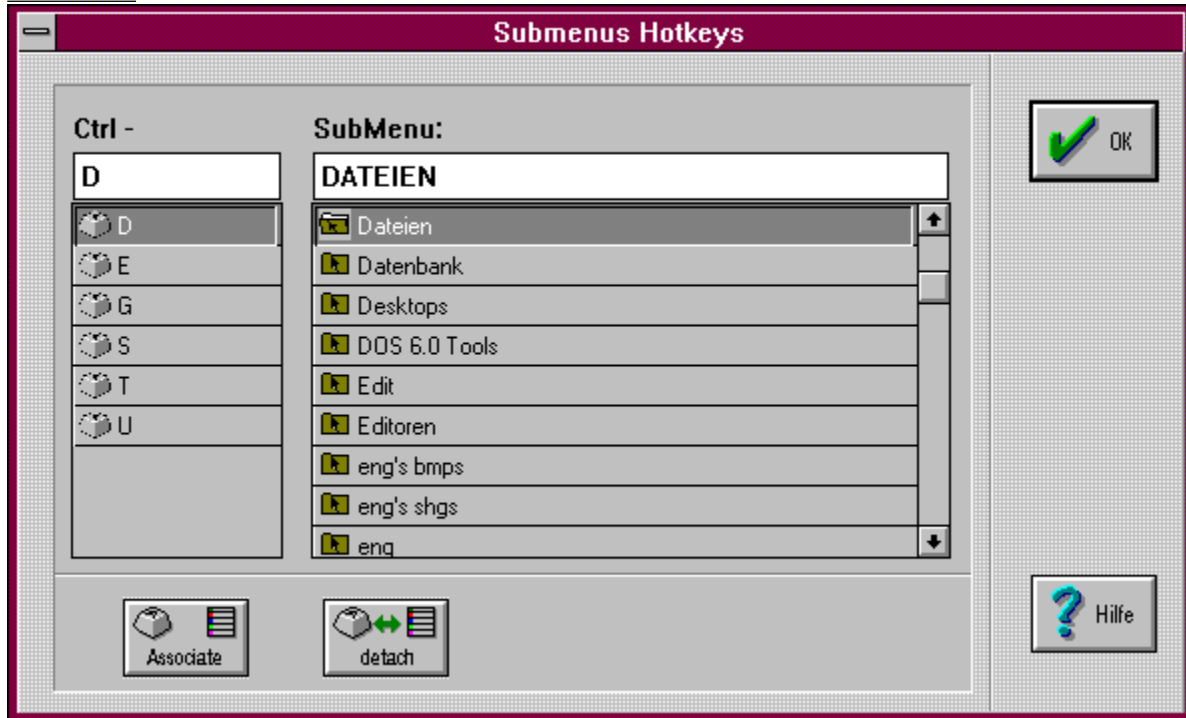 Submenus Hotkeys
Ctrl -
SubMenu:
D
DATEIEN
D
Dateien
E
Datenbank
G
Desktops
S
DOS 6.0 Tools
T
Edit
U
Editoren
eng's bmps
eng's shgs
eng
Associate
detach
OK
Hilfe